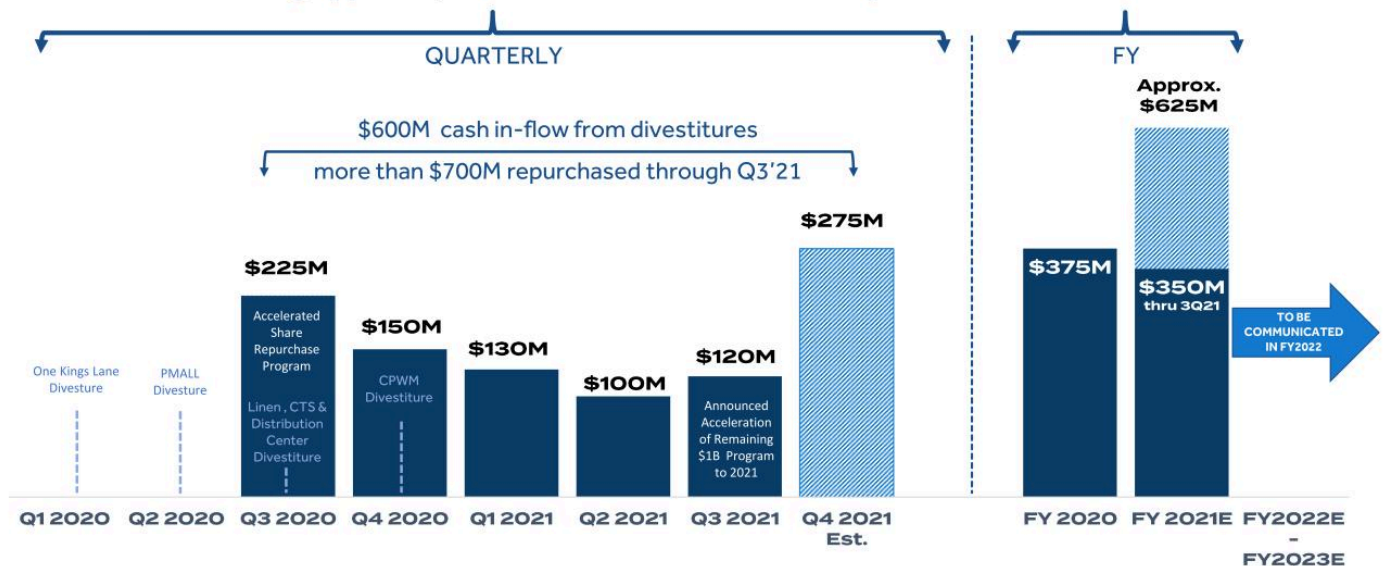 QUARTERLY
FY
$600M cash in-flow from divestitures
more than $700M repurchased through Q3'21
One Kings Lane
Divesture
PMALL
Divesture
$225M
Accelerated
Share
Repurchase
Program
Linen , CTS &
Distribution
Center
Divestiture
$150M
CPWM
Divestiture
$130M
$100M
$120M
Announced
Acceleration
of Remaining
$1B Program
to 2021
$275M
$375M
Approx.
$625M
$350M
thru 3Q21
TO BE
COMMUNICATED
IN FY2022
Q1 2020 Q2 2020 Q3 2020 Q4 2020 Q1 2021 Q2 2021 Q3 2021 Q4 2021
Est.
FY 2020 FY 2021E FY2022E
-
FY2023E